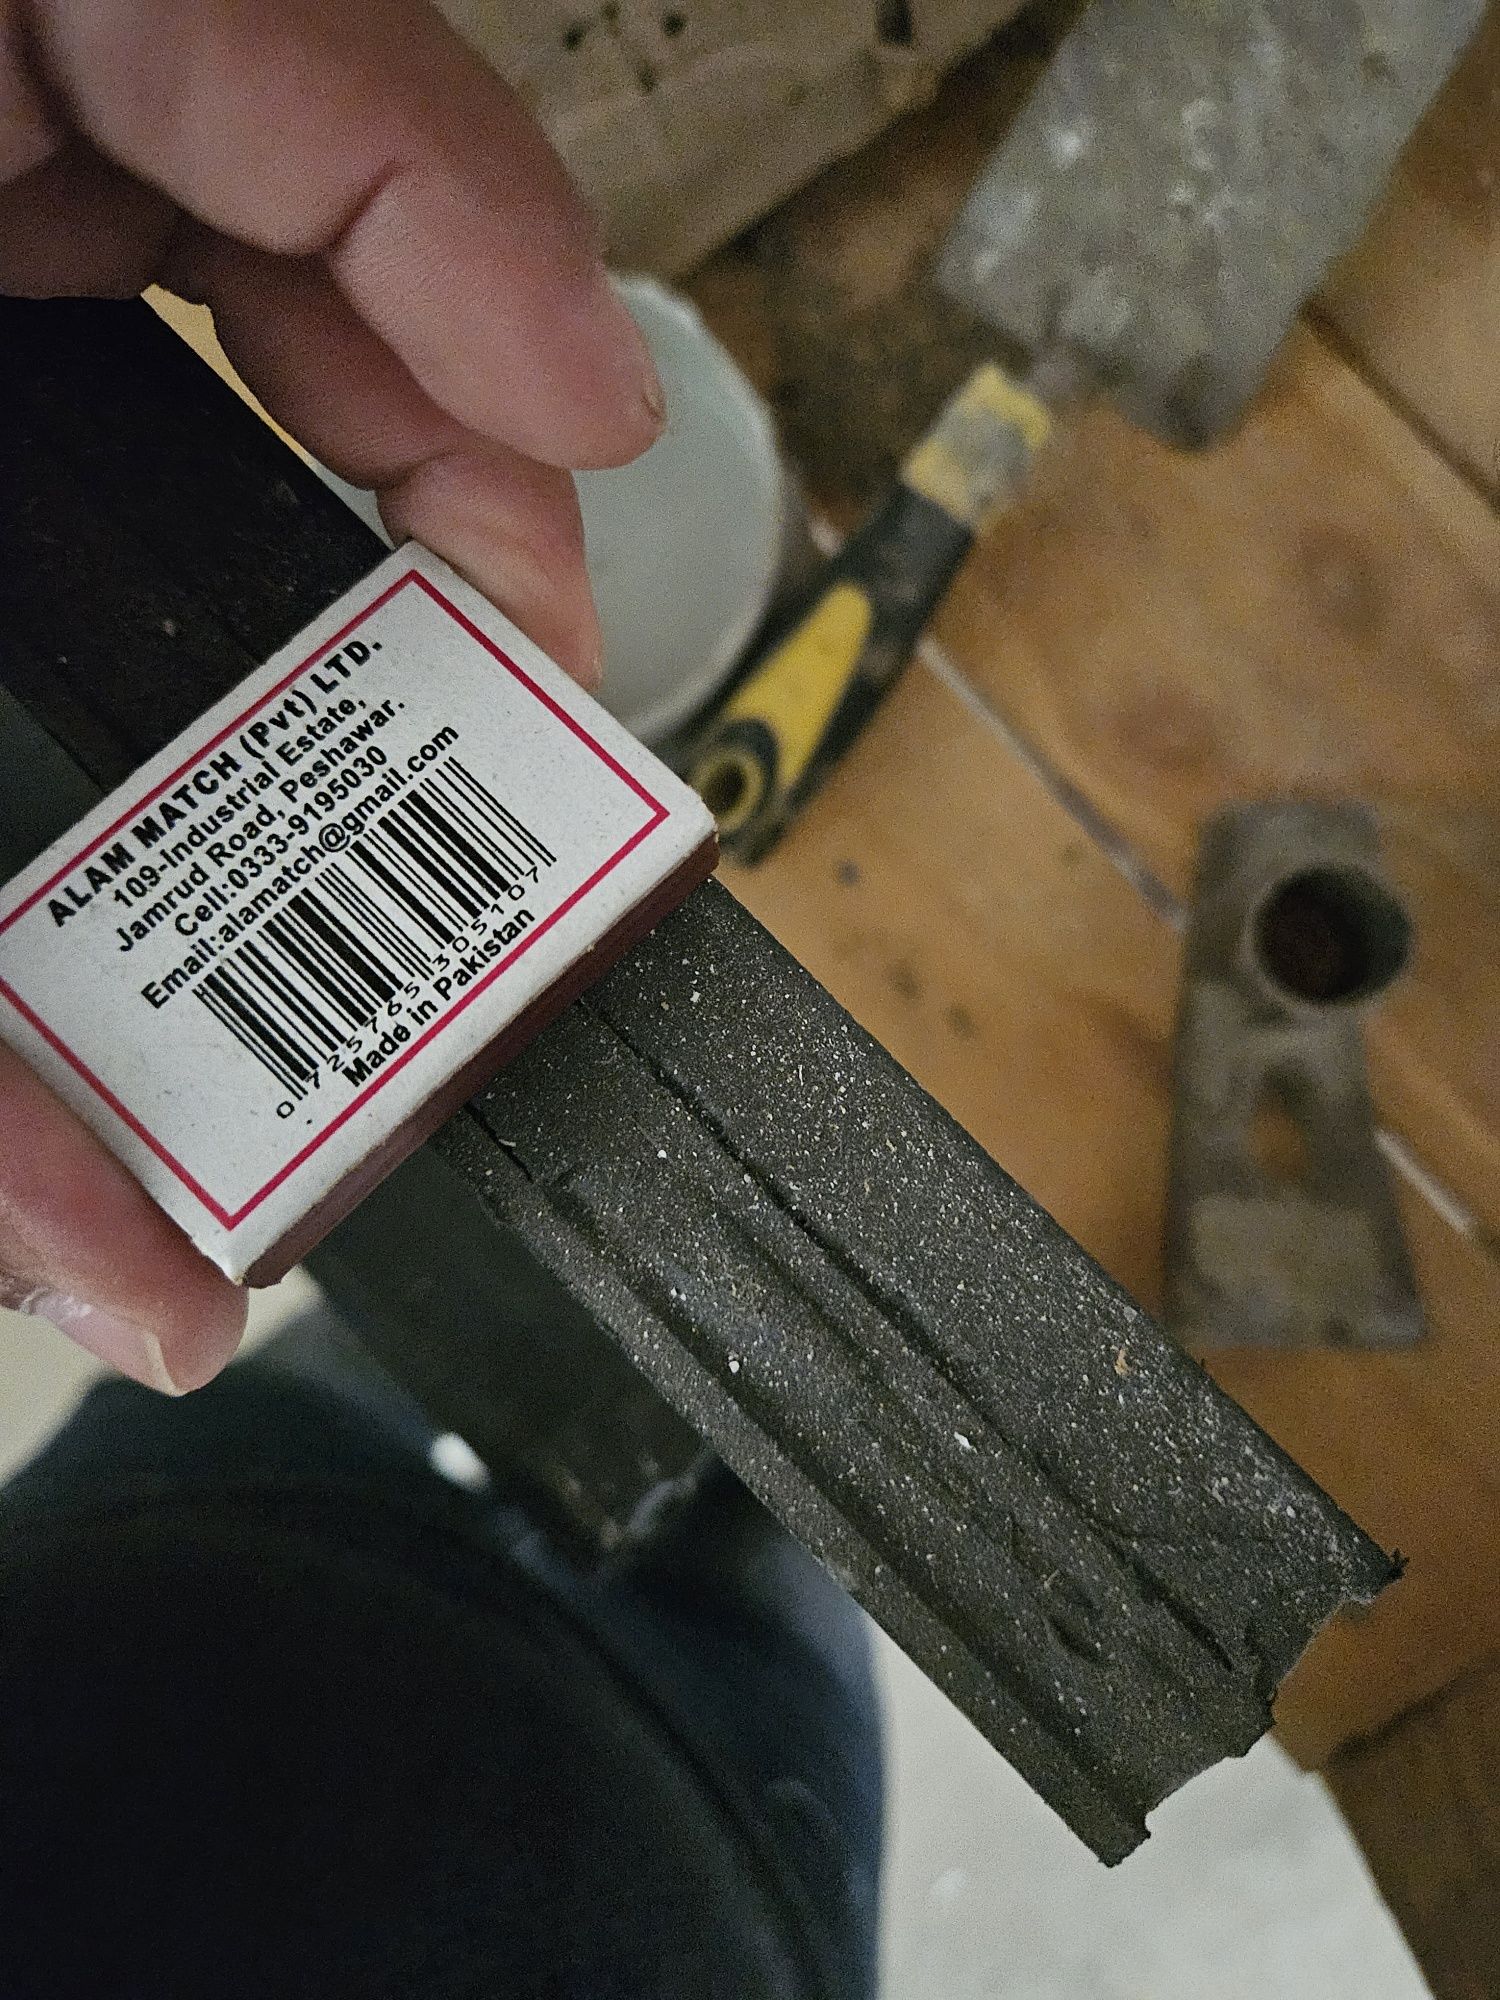 ALAM MATCH (Pvt) LTD.
109-Industrial Estate,
Jamrud Road, Peshawar.
Cell:0333-9195030
Email:alamatch@gmail.com
0 725765 305107
Made in Pakistan